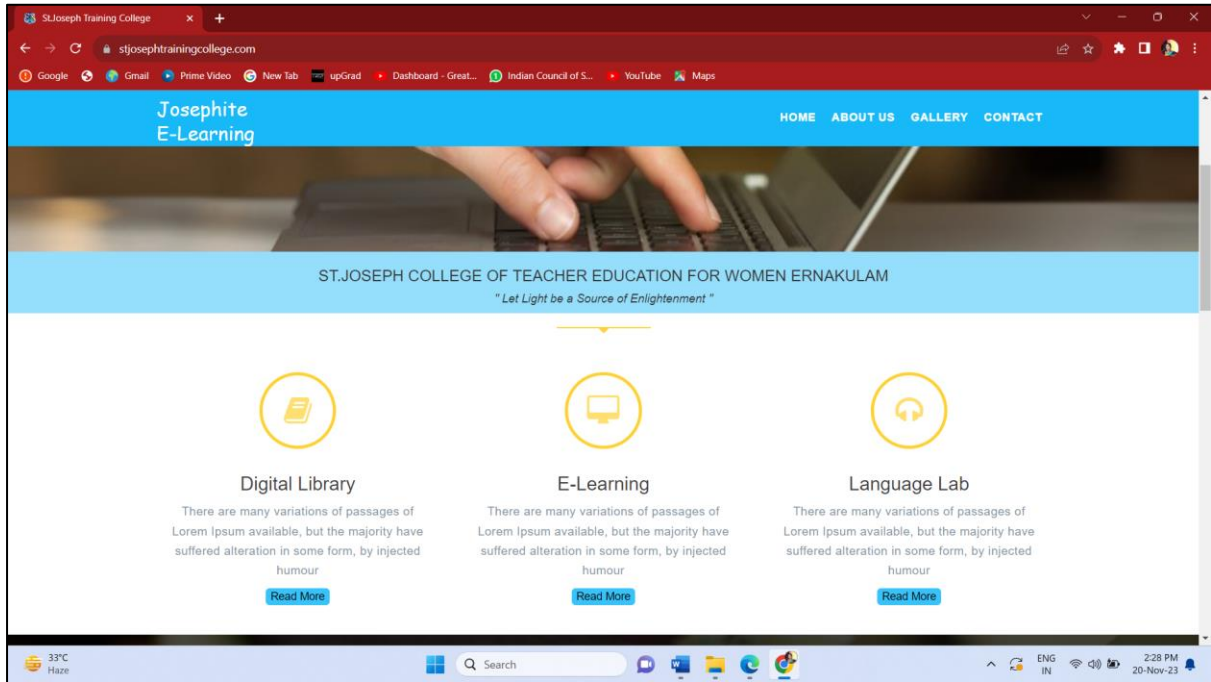 St.Joseph Training College
stjosephtrainingcollege.com
Google Gmail Prime Video New Tab upGrad Dashboard - Great... Indian Council of S... YouTube Maps
Josephite
E-Learning
HOME ABOUT US GALLERY CONTACT
ST.JOSEPH COLLEGE OF TEACHER EDUCATION FOR WOMEN ERNAKULAM
" Let Light be a Source of Enlightenment "
Digital Library
There are many variations of passages of
Lorem Ipsum available, but the majority have
suffered alteration in some form, by injected
humour
Read More
E-Learning
There are many variations of passages of
Lorem Ipsum available, but the majority have
suffered alteration in some form, by injected
humour
Read More
Language Lab
There are many variations of passages of
Lorem Ipsum available, but the majority have
suffered alteration in some form, by injected
humour
Read More
33°C
Haze
Search
ENG
IN
2:28 PM
20-Nov-23